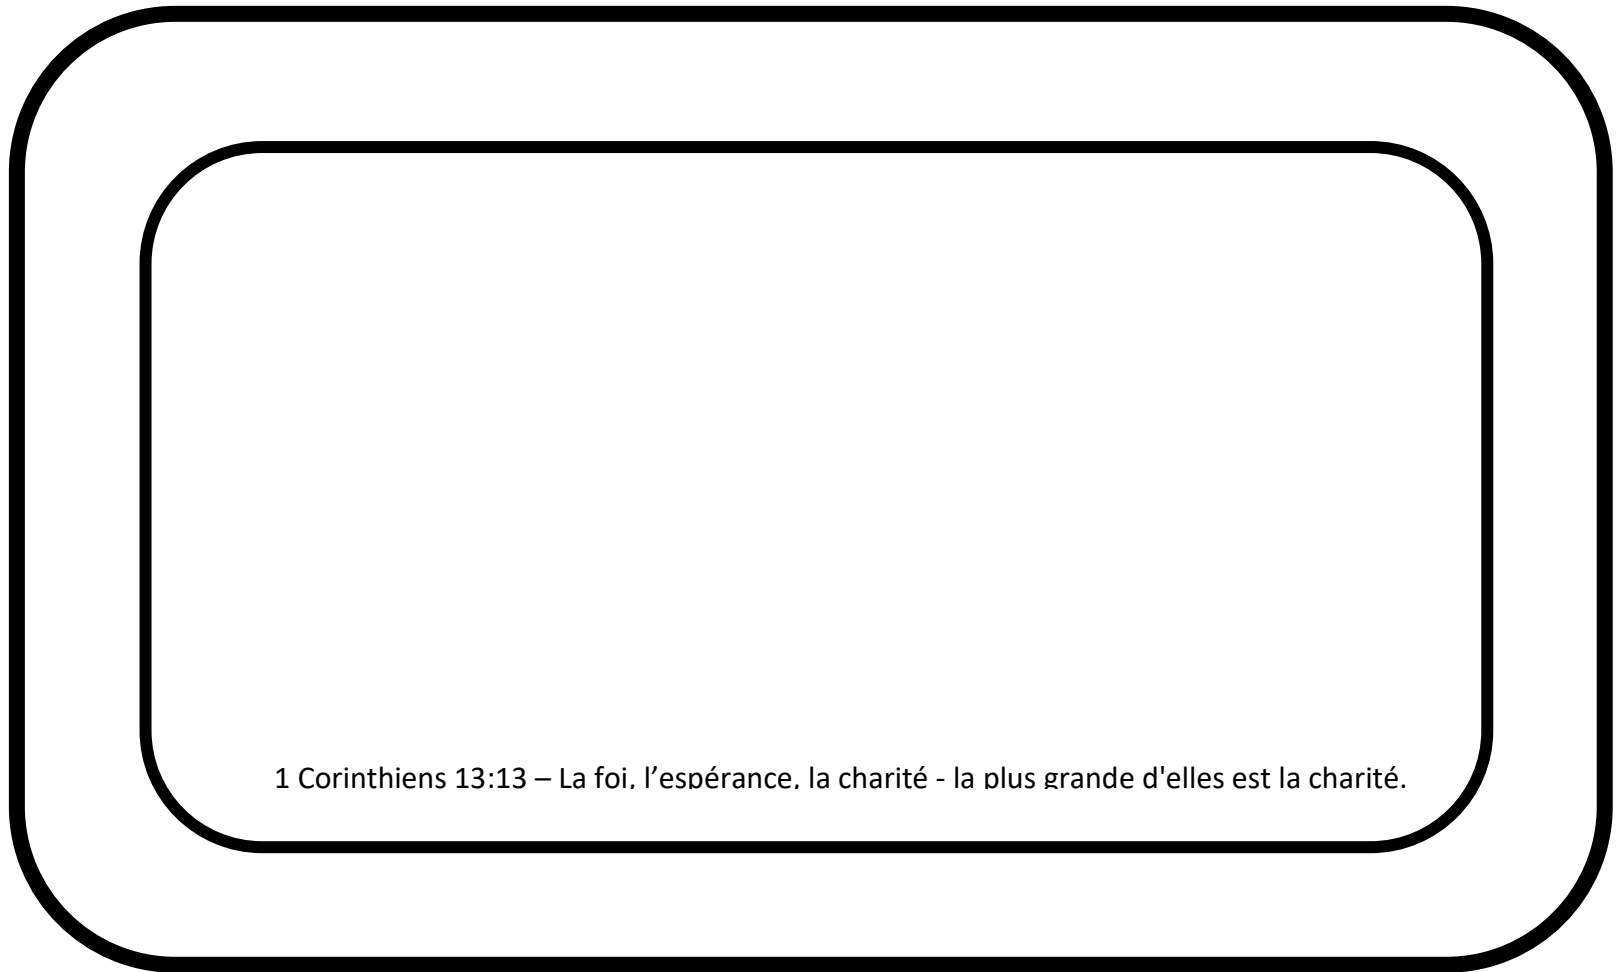 1 Corinthiens 13:13 – La foi, l’espérance, la charité - la plus grande d'elles est la charité.